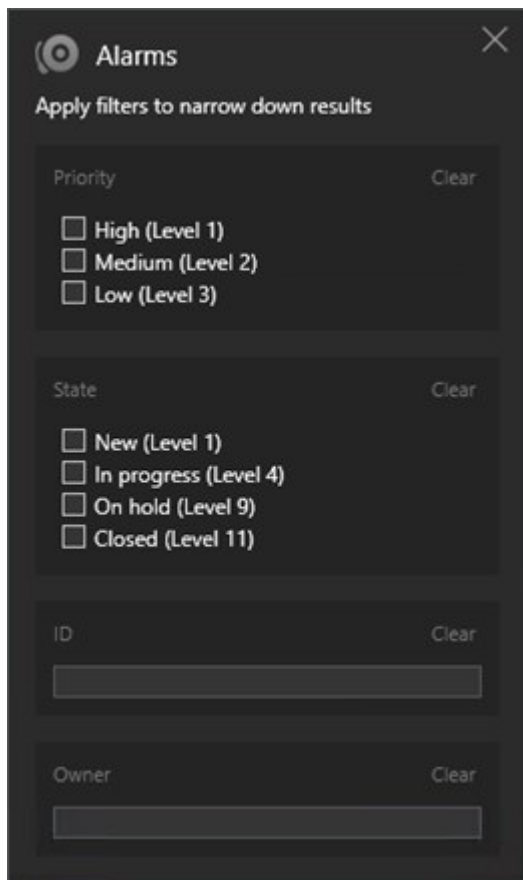 Alarms
Apply filters to narrow down results
Priority Clear
High (Level 1)
Medium (Level 2)
Low (Level 3)
State Clear
New (Level 1)
In progress (Level 4)
On hold (Level 9)
Closed (Level 11)
ID Clear
Owner Clear